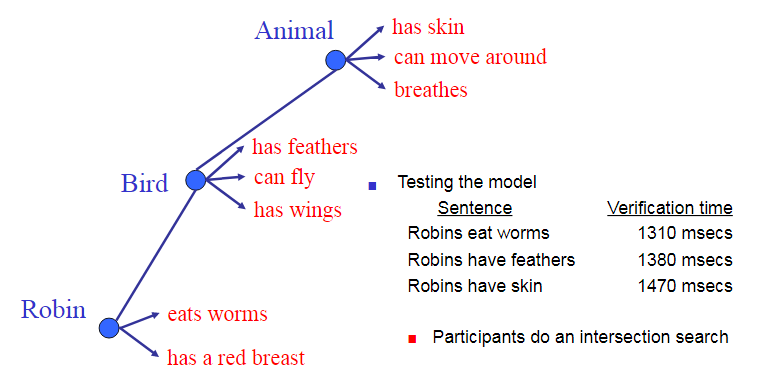 Animal
has skin
can move around
breathes
Bird
has feathers
can fly
has wings
Robin
eats worms
has a red breast
Testing the model
Sentence Verification time
Robins eat worms 1310 msecs
Robins have feathers 1380 msecs
Robins have skin 1470 msecs
Participants do an intersection search